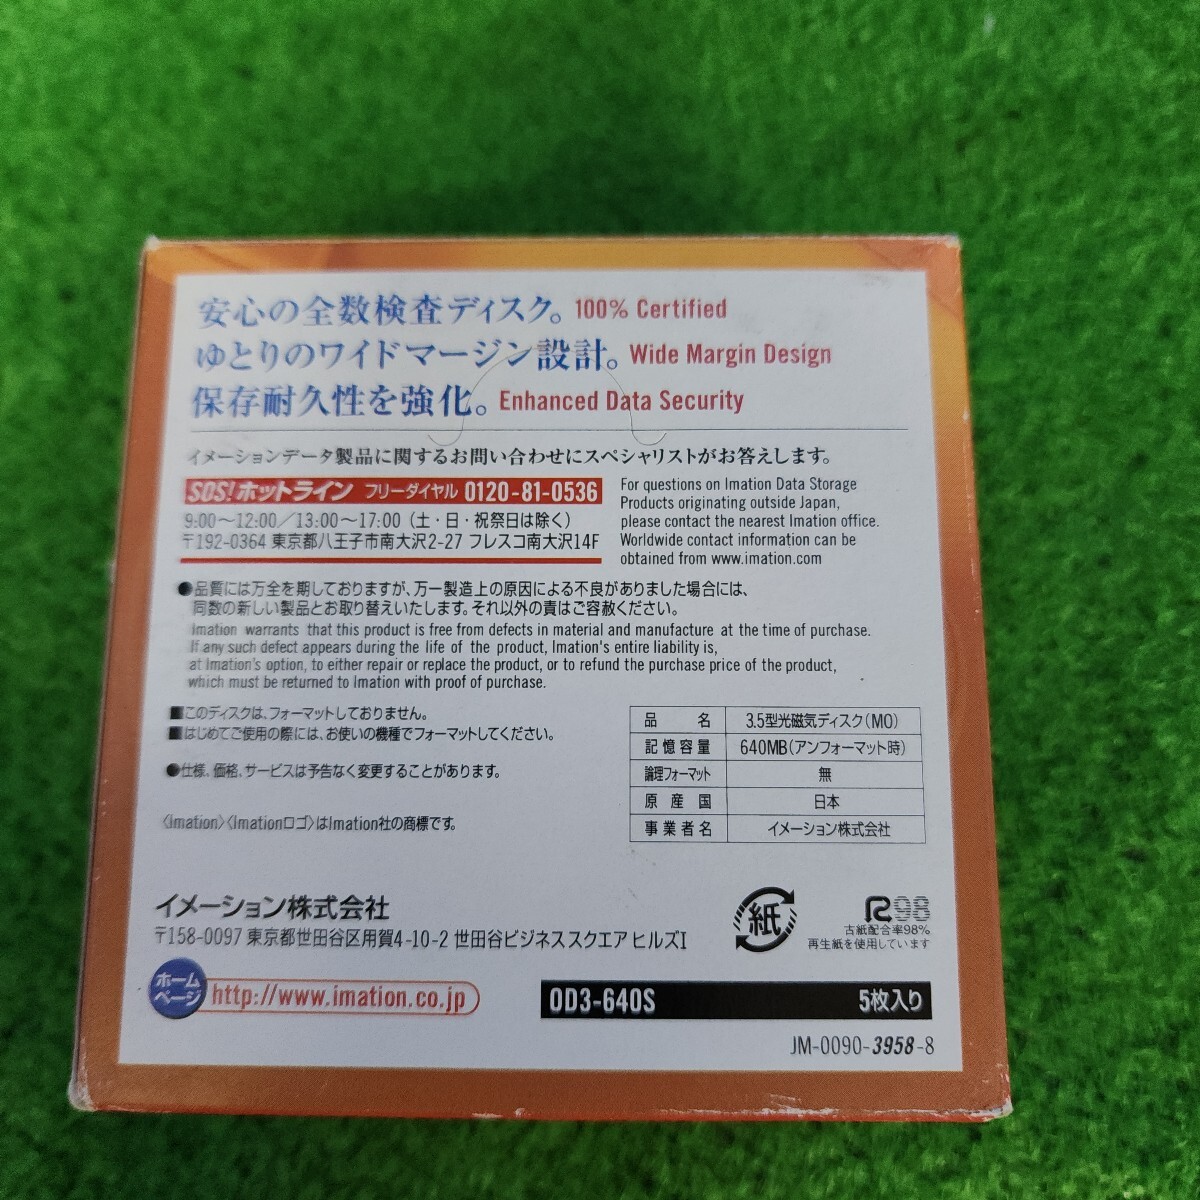 安心の全数検査ディスク。100% Certified
ゆとりのワイドマージン設計。Wide Margin Design
保存耐久性を強化。Enhanced Data Security
イメーションデータ製品に関するお問い合わせにスペシャリストがお答えします。
SOS!ホットライン フリーダイヤル 0120-81-0536
9:00〜12:00/13:00〜17:00（土・日・祝祭日は除く）
〒192-0364 東京都八王子市南大沢2-27 フレスコ南大沢14F
For questions on Imation Data Storage
Products originating outside Japan,
please contact the nearest Imation office.
Worldwide contact information can be
obtained from www.imation.com
●品質には万全を期しておりますが、万一製造上の原因による不良がありました場合には、
同数の新しい製品とお取り替えいたします。それ以外の責はご容赦ください。
Imation warrants that this product is free from defects in material and manufacture at the time of purchase.
If any such defect appears during the life of the product, Imation's entire liability is,
at Imation's option, to either repair or replace the product, or to refund the purchase price of the product,
which must be returned to Imation with proof of purchase.
■このディスクは、フォーマットしておりません。
■はじめてご使用の際には、お使いの機種でフォーマットしてください。
●仕様、価格、サービスは予告なく変更することがあります。
〈imation〉〈Imationロゴ〉はImation社の商標です。
品名 3.5型光磁気ディスク（MO）
記憶容量 640MB（アンフォーマット時）
論理フォーマット 無
原産国 日本
事業者名 イメーション株式会社
イメーション株式会社
〒158-0097 東京都世田谷区用賀4-10-2 世田谷ビジネススクエア ヒルズI
紙
R98
古紙配合率98%
再生紙を使用しています
ホーム
ページ
http://www.imation.co.jp
OD3-640S 5枚入り
JM-0090-3958-8